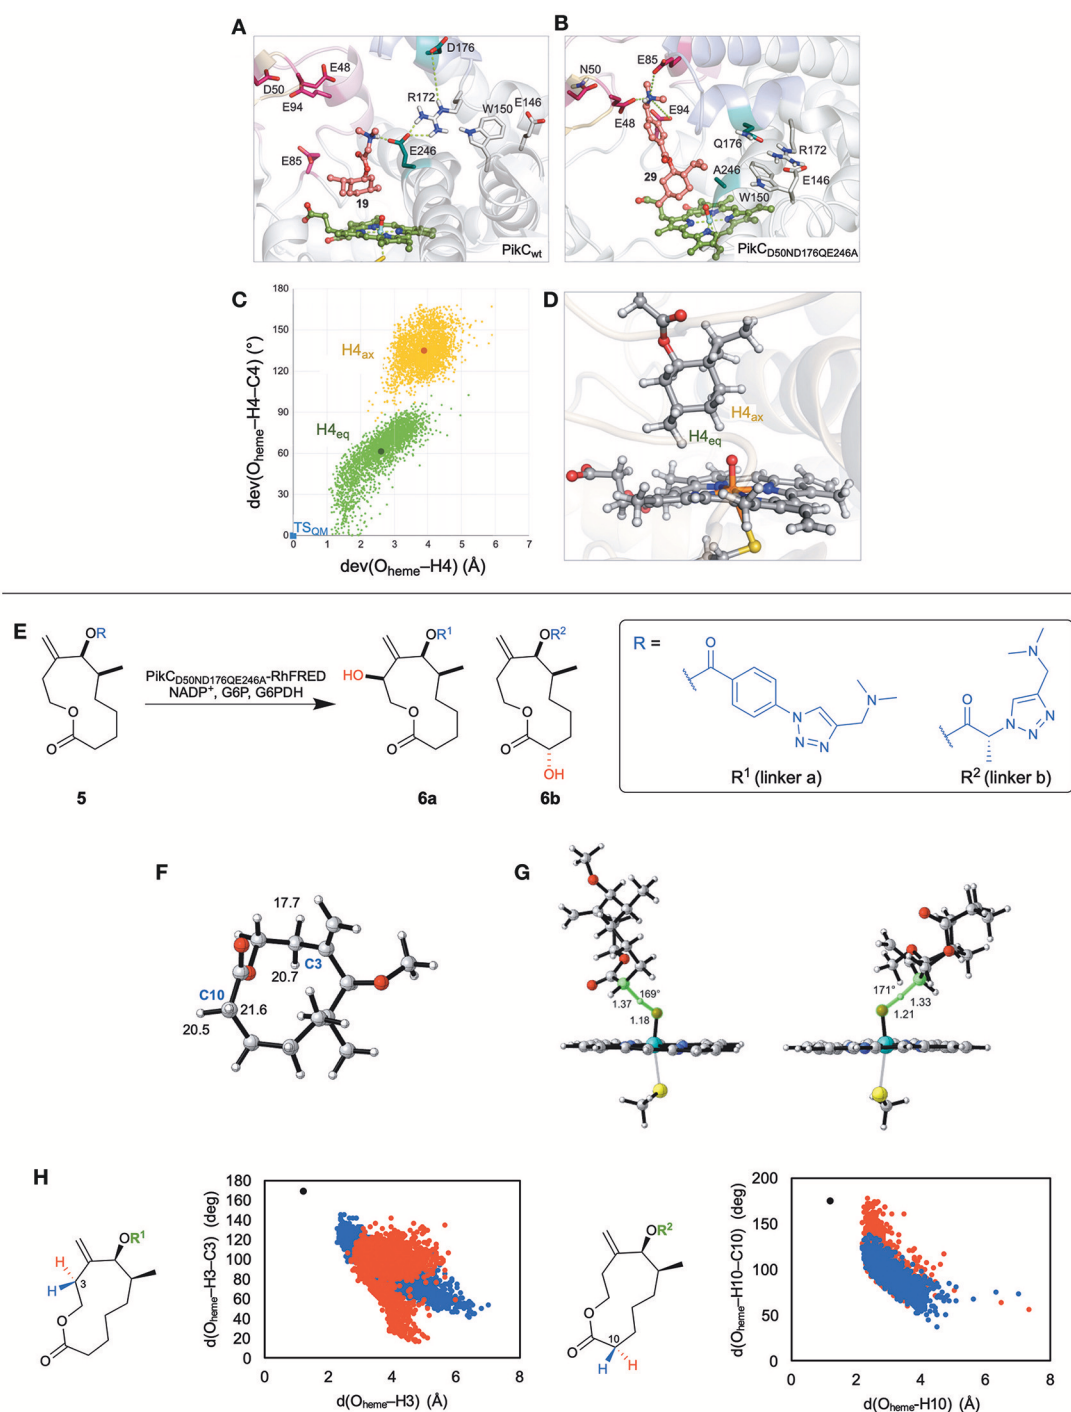 A
D176
E48
D50
E94
R172
W150
E146
E85
E246
19
PikCwt
B
E85
N50
E48
E94
Q176
R172
29
A246
E146
W150
PikCD50ND176QE246A
C
180
150
120
90
60
30
0
dev(Oheme–H4–C4) (°)
H4ax
H4eq
TSQM
0 1 2 3 4 5 6 7
dev(Oheme–H4) (Å)
D
H4ax
H4eq
E
OR
O
O
5
PikCD50ND176QE246A-RhFRED
NADP+, G6P, G6PDH
OR1
HO
O
O
6a
OR2
O
O
OH
6b
R =
O
N
N=N
N
R1 (linker a)
N
O
N
N
N
R2 (linker b)
F
17.7
C3
20.7
C10
21.6
20.5
G
169°
1.37
1.18
171°
1.33
1.21
H
OR1
H
H
3
O
O
180
160
140
120
100
80
60
40
20
0
d(Oheme–H3–C3) (deg)
0 2 4 6 8
d(Oheme–H3) (Å)
OR2
O
O
10
H H
200
150
100
50
0
d(Oheme–H10–C10) (deg)
0 2 4 6 8
d(Oheme-H10) (Å)